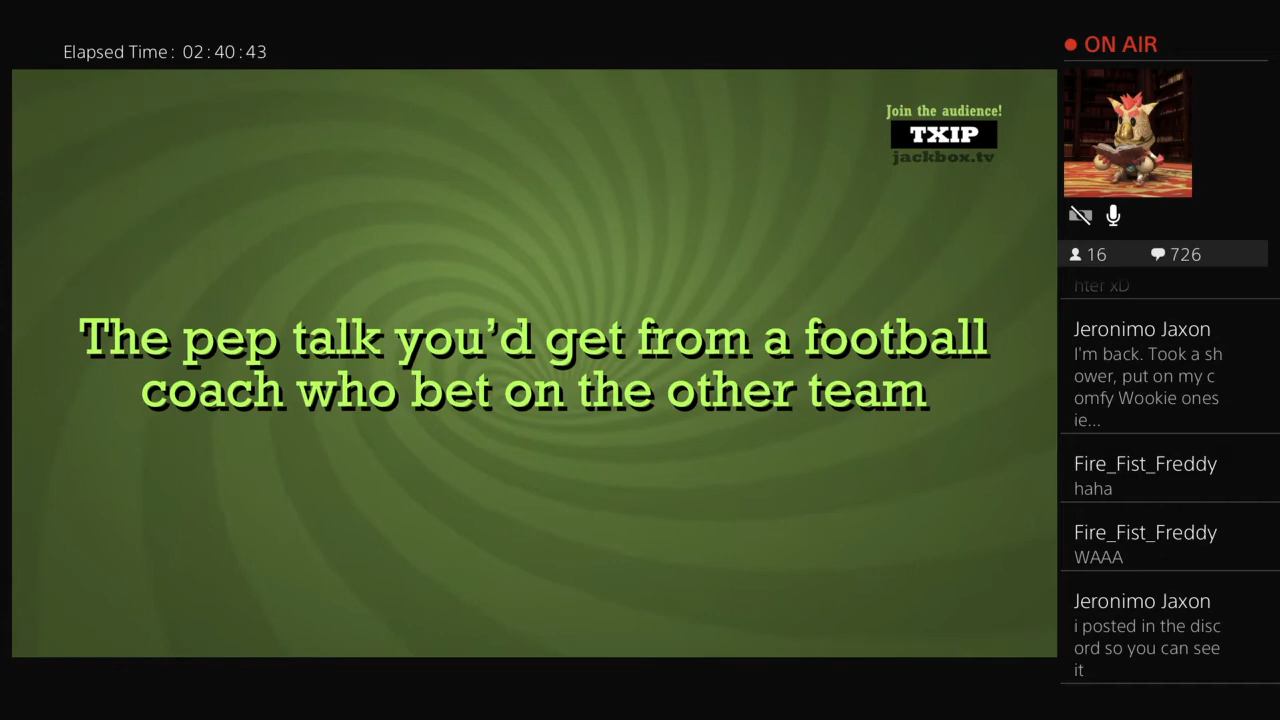 Elapsed Time: 02:40:43
ON AIR
Join the audience!
TXIP
jackbox.tv
16 726
hter xD
The pep talk you’d get from a football
coach who bet on the other team
Jeronimo Jaxon
I'm back. Took a sh
ower, put on my c
omfy Wookie ones
ie...
Fire_Fist_Freddy
haha
Fire_Fist_Freddy
WAAA
Jeronimo Jaxon
i posted in the disc
ord so you can see
it